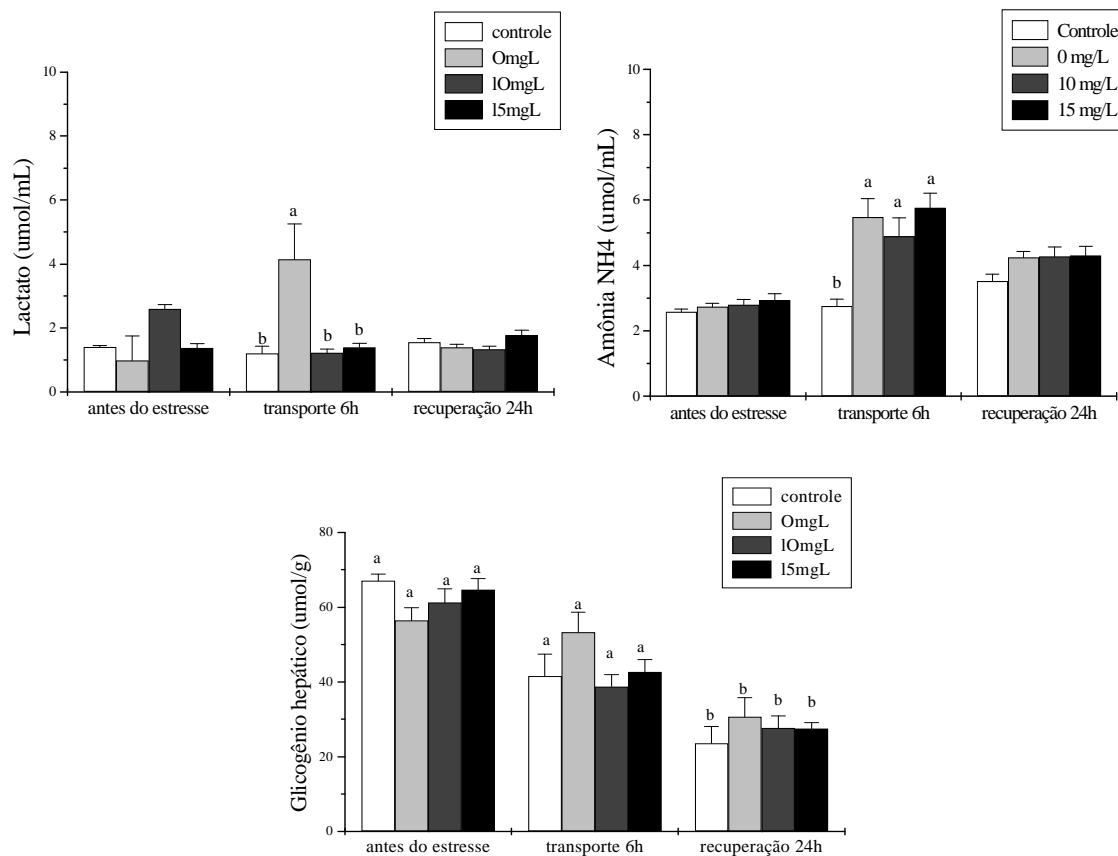 controle
OmgL
lOmgL
l5mgL
10
8
6
4
2
0
Lactato (umol/mL)
a
b
b
b
antes do estresse
transporte 6h
recuperação 24h
Controle
0 mg/L
10 mg/L
15 mg/L
10
8
6
4
2
0
Amônia NH4 (umol/mL)
a
a
a
b
antes do estresse
transporte 6h
recuperação 24h
controle
OmgL
lOmgL
l5mgL
80
60
40
20
0
Glicogênio hepático (umol/g)
a
a
a
a
a
a
a
a
b
b
b
b
antes do estresse
transporte 6h
recuperação 24h